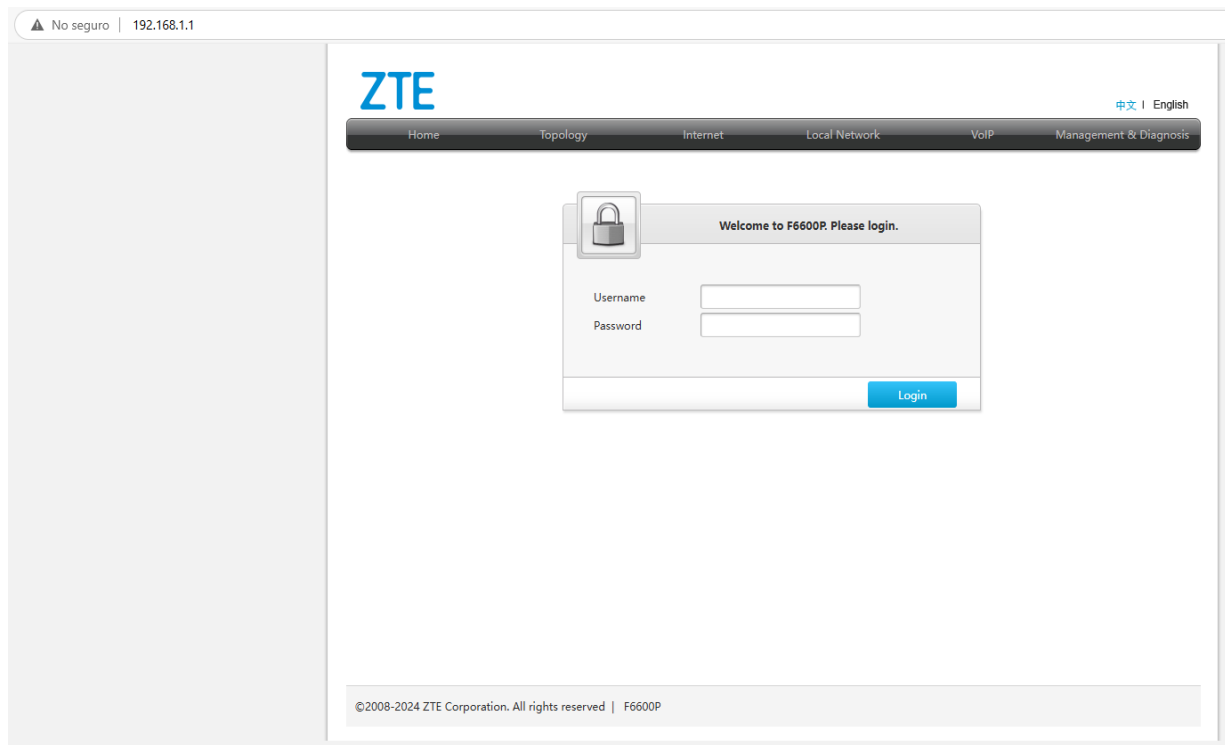 No seguro | 192.168.1.1
ZTE
中文 | English
Home Topology Internet Local Network VoIP Management & Diagnosis
Welcome to F6600P. Please login.
Username
Password
Login
©2008-2024 ZTE Corporation. All rights reserved | F6600P